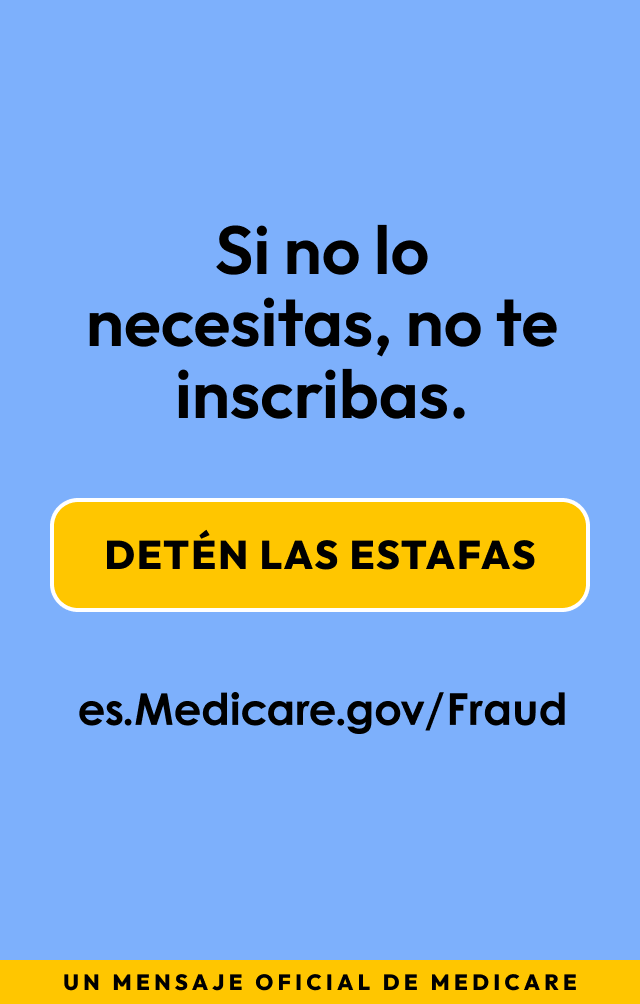 Si no lo
necesitas, no te
inscribas.
DETÉN LAS ESTAFAS
es.Medicare.gov/Fraud
UN MENSAJE OFICIAL DE MEDICARE